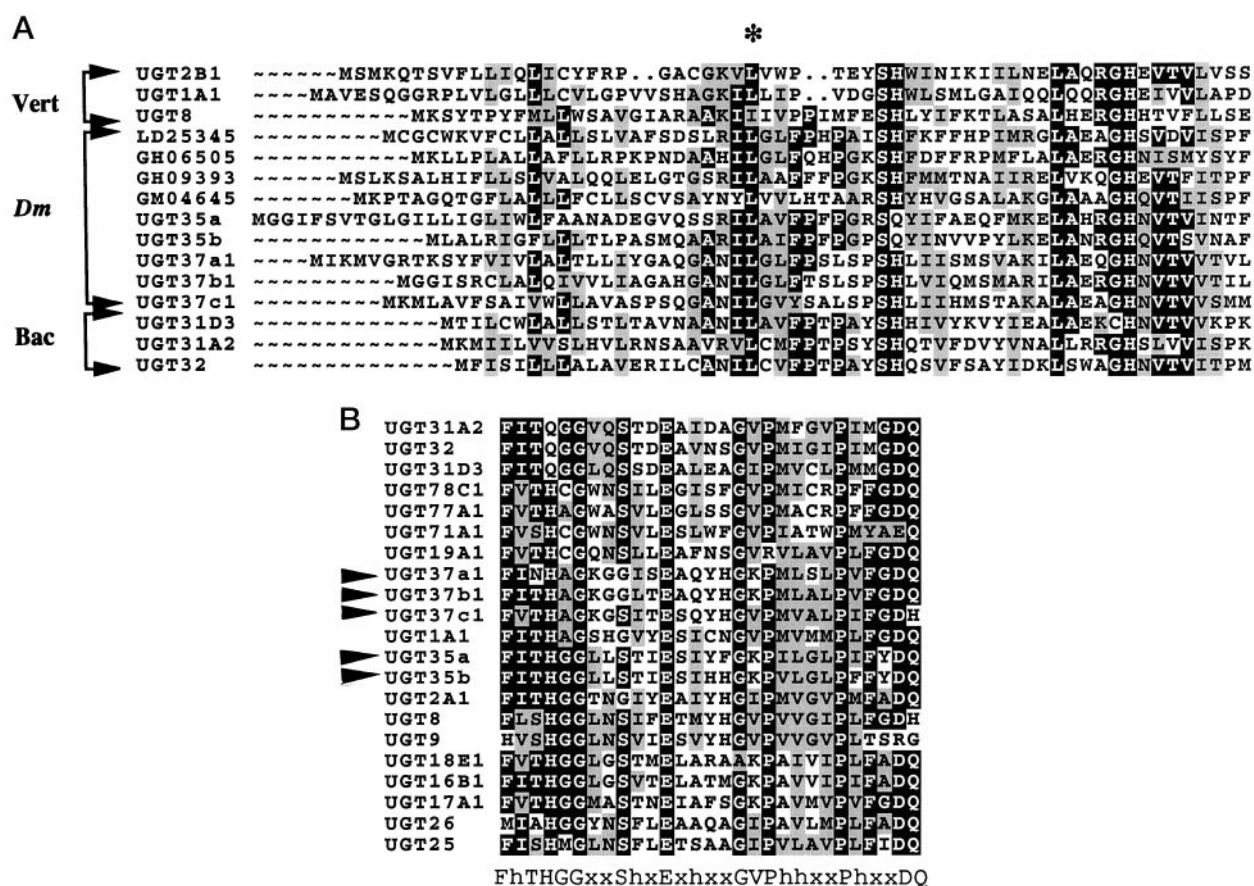 A
*
UGT2B1 ~~~~~~MSMKQTSVFLLIQLICYFRP..GACGKVLVWP..TEYSHWINIKIILNELAQRGHEVTVLVSS
Vert
UGT1A1 ~~~~MAVESQGGRPLVLGLLLCVLGPVVSHAGKILLIP..VDGSHWLSMLGAIQQLQQRGHEIVVLAPD
UGT8 ~~~~~~~~~~~MKSYTPYFMLLWSAVGIARAAKIIIVPPIMFESHLYIFKTLASALHERGHHTVFLLSE
LD25345 ~~~~~~~~~MCGCWKVFCLLALLSLVAFSDSLRILGLFPHPAISHFKFFHPIMRGLAEAGHSVDVISPF
GH06505 ~~~~~~~~~~~MKLLPLALLAFLLRPKPNDAAHILGLFQHPGKSHFDFFRPMFLALAERGHNISMYSYF
GH09393 ~~~~~~MSLKSALHIFLLSLVALQQLELGTGSRILAAFFFPGKSHFMMTNAIIRELVKQGHEVTFITPF
Dm
GM04645 ~~~~~~~MKPTAGQTGFLALLLFCLLSCVSAYNYLVVLHTAARSHYHVGSALAKGLAAAGHQVTIISPF
UGT35a MGGIFSVTGLGILLIGLIWLFAANADEGVQSSRILAVFPFPGRSQYIFAEQFMKELAHRGHNVTVINTF
UGT35b ~~~~~~~~~~~~MLALRIGFLLLTLPASMQAARILAIFPFPGPSQYINVVPYLKELANRGHQVTSVNAF
UGT37a1 ~~~~MIKMVGRTKSYFVIVLALTLLIYGAQGANILGLFPSLSPSHLIISMSVAKILAEQGHNVTVVTVL
UGT37b1 ~~~~~~~~~~MGGISRCLALQIVVLIAGAHGANILGLFTSLSPSHLVIQMSMARILAERGHNVTVVTIL
UGT37c1 ~~~~~~~~~MKMLAVFSAIVWLLAVASPSQGANILGVYSALSPSHLIIHMSTAKALAEAGHNVTVVSMM
Bac
UGT31D3 ~~~~~~~~~~~~~MTILCWLALLSTLTAVNAANILAVFPTPAYSHHIVYKVYIEALAEKCHNVTVVKPK
UGT31A2 ~~~~~~~~~~~~~MKMIILVVSLHVLRNSAAVRVLCMFPTPAYSHQTVFDVYVNALLRRGHSLVVISPK
UGT32 ~~~~~~~~~~~~~~MFISILLLALAVERILCANILCVFPTPAYSHQSVFSAYIDKLSWAGHNVTVITPM
B
UGT31A2 FITQGGVQSTDEAIDAGVPMFGVPIMGDQ
UGT32 FITQGGVQSTDEAVNSGVPMIGIPIMGDQ
UGT31D3 FITQGGLQSSDEALEAGIPMVCLPMMGDQ
UGT78C1 FVTHCGWNSILEGISFGVPMICRPFFGDQ
UGT77A1 FVTHAGWASVLEGLSSGVPMACRPFFGDQ
UGT71A1 FVSHCGWNSVLESLWFGVPIATWPMYAEQ
UGT19A1 FVTHCGQNSLLEAFNSGVRVLAVPLFGDQ
UGT37a1 FINHAGKGGISEAQYHGKPMLSLPVFGDQ
UGT37b1 FITHAGKGGLTEAQYHGKPMLALPVFGDQ
UGT37c1 FVTHAGKGSITESQYHGVPMVALPIFGDH
UGT1A1 FITHAGSHGVYESICNGVPMVMMPLFGDQ
UGT35a FITHGGLLSTIESIYFGKPILGLPIFYDQ
UGT35b FITHGGLLSTIESIHHGKPVLGLPFFYDQ
UGT2A1 FITHGGTNGIYEAIYHGIPMVGVPMFADQ
UGT8 FLSHGGLNSIFETMYHGVPVVGIPLFGDH
UGT9 HVSHGGLNSVIESVYHGVPVVGVPLTSRG
UGT18E1 FVTHGGLGSTMELARAAKPAIVIPLFADQ
UGT16B1 FITHGGLGSVTELATMGKPAVVIPIFADQ
UGT17A1 FVTHGGMASTNEIAFSGKPAVMVPVFGDQ
UGT26 MIAHGGYNSFLEAAQAGIPAVLMPLFADQ
UGT25 FISHMGLNSFLETSAAGIPVLAVPLFIDQ
FhTHGGxxShxExhxxGVPhhxxPhxxDQ